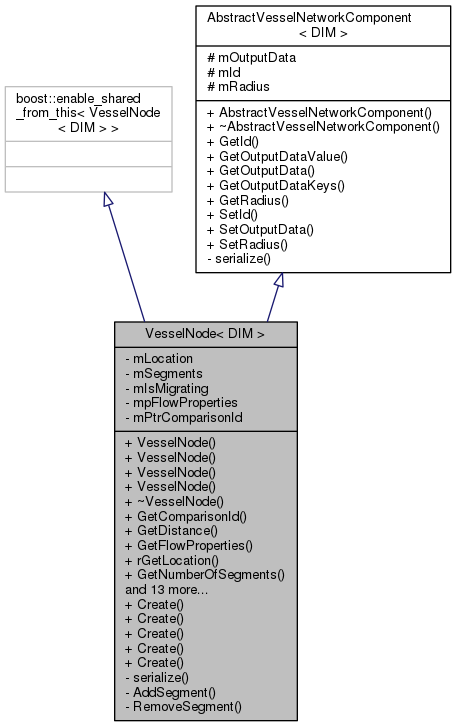 AbstractVesselNetworkComponent
< DIM >
# mOutputData
# mId
# mRadius
+ AbstractVesselNetworkComponent()
+ ~AbstractVesselNetworkComponent()
+ GetId()
+ GetOutputDataValue()
+ GetOutputData()
+ GetOutputDataKeys()
+ GetRadius()
+ SetId()
+ SetOutputData()
+ SetRadius()
- serialize()
boost::enable_shared
_from_this< VesselNode
< DIM > >
VesselNode< DIM >
- mLocation
- mSegments
- mIsMigrating
- mpFlowProperties
- mPtrComparisonId
+ VesselNode()
+ VesselNode()
+ VesselNode()
+ VesselNode()
+ ~VesselNode()
+ GetComparisonId()
+ GetDistance()
+ GetFlowProperties()
+ rGetLocation()
+ GetNumberOfSegments()
and 13 more...
+ Create()
+ Create()
+ Create()
+ Create()
+ Create()
- serialize()
- AddSegment()
- RemoveSegment()